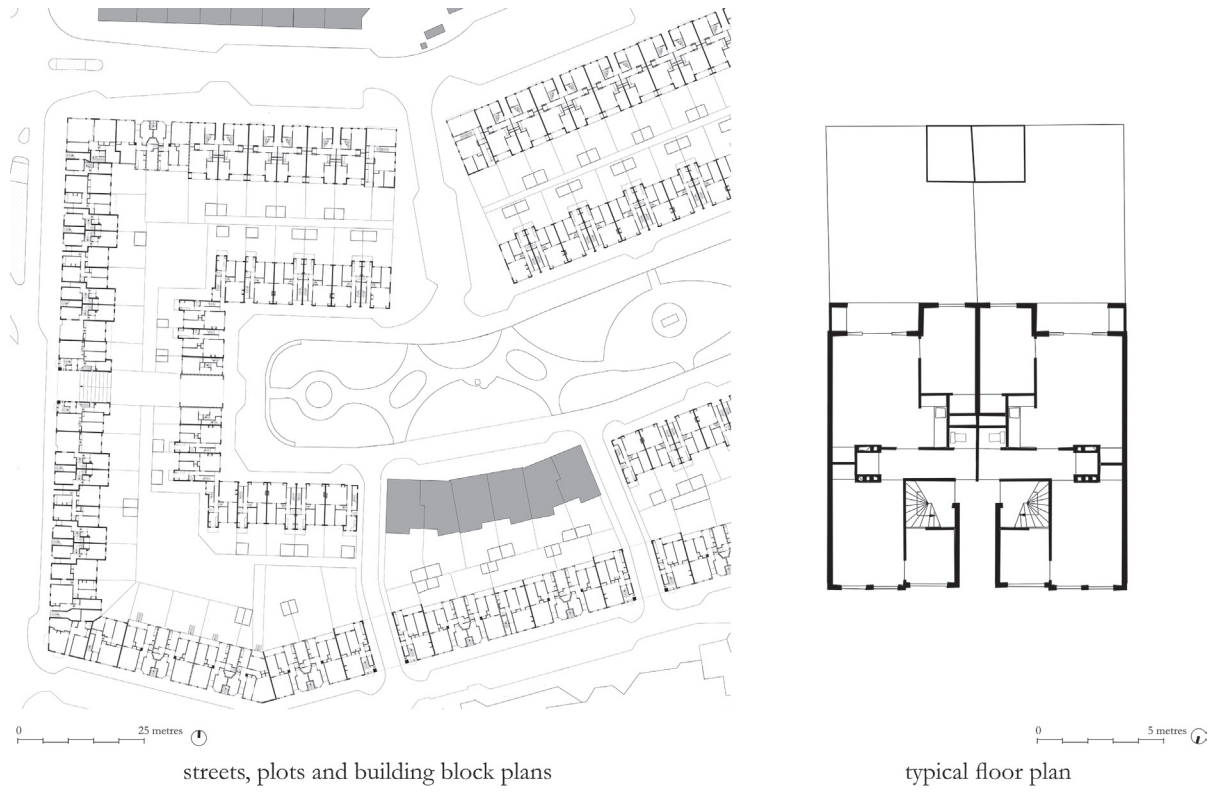 0 25 metres
streets, plots and building block plans
0 5 metres
typical floor plan